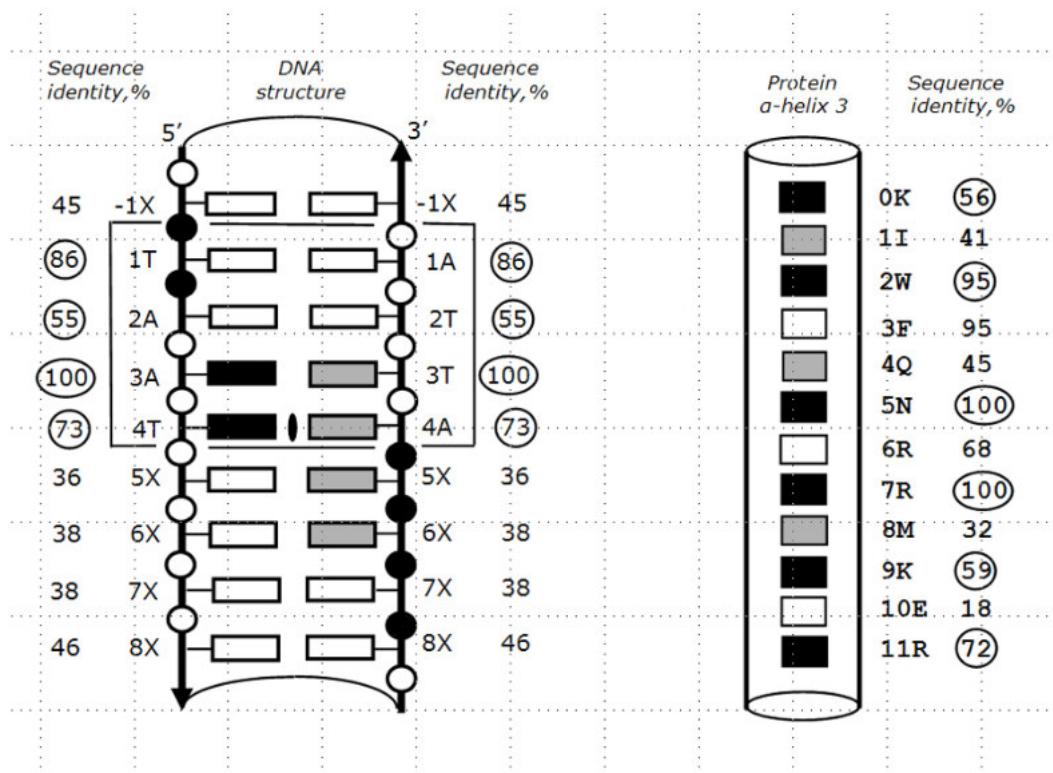 Sequence identity,%
DNA structure
Sequence identity,%
Protein α-helix 3
Sequence identity,%
5′ 3′
45 -1X -1X 45
86 1T 1A 86
55 2A 2T 55
100 3A 3T 100
73 4T 4A 73
36 5X 5X 36
38 6X 6X 38
38 7X 7X 38
46 8X 8X 46
0K 56
1I 41
2W 95
3F 95
4Q 45
5N 100
6R 68
7R 100
8M 32
9K 59
10E 18
11R 72